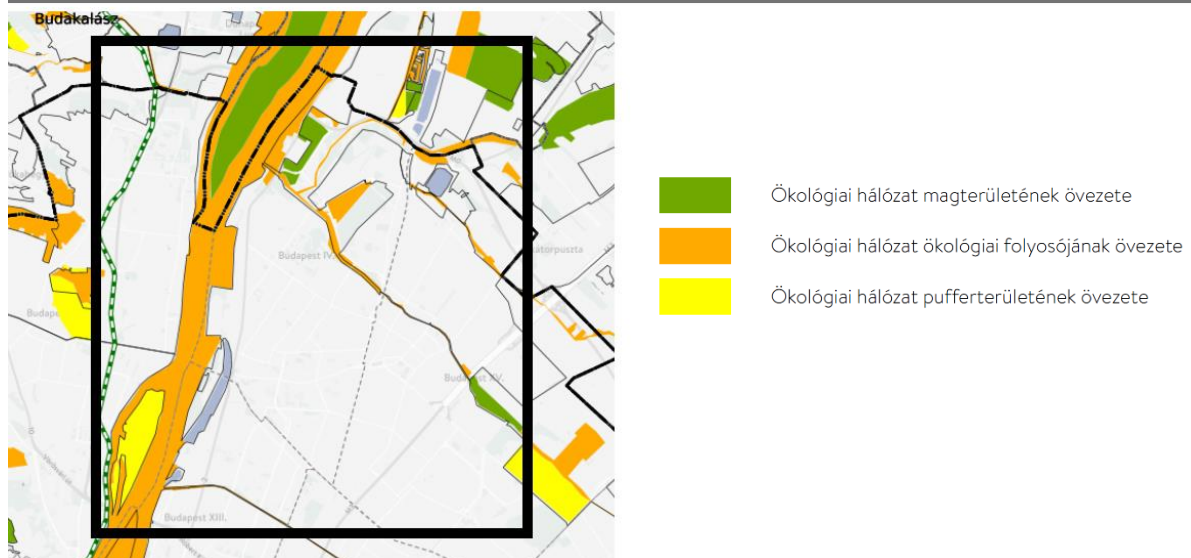 Budakalász
Ökológiai hálózat magterületének övezete
Ökológiai hálózat ökológiai folyosójának övezete
Budapest IV.
Ökológiai hálózat pufferterületének övezete
Budapest XV.
Budapest XIII.